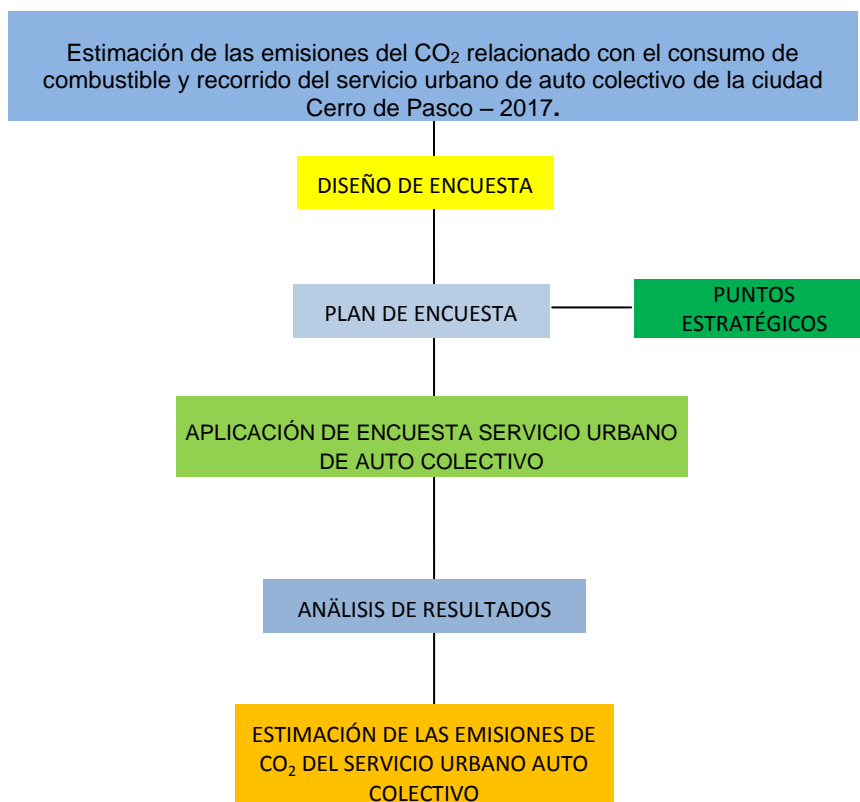 Estimación de las emisiones del CO₂ relacionado con el consumo de
combustible y recorrido del servicio urbano de auto colectivo de la ciudad
Cerro de Pasco – 2017.
DISEÑO DE ENCUESTA
PLAN DE ENCUESTA
PUNTOS
ESTRATÉGICOS
APLICACIÓN DE ENCUESTA SERVICIO URBANO
DE AUTO COLECTIVO
ANÄLISIS DE RESULTADOS
ESTIMACIÓN DE LAS EMISIONES DE
CO₂ DEL SERVICIO URBANO AUTO
COLECTIVO